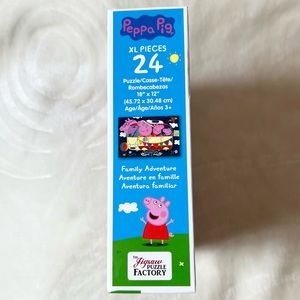 Peppa Pig
XL PIECES
24
Puzzle/Casse-Tête/
Rombecabezas
18" x 12"
(45,72 x 30,48 cm)
Age/Âge/Años 3+
Family Adventure
Aventure en famille
Aventura familiar
THE
Jigsaw
PUZZLE
FACTORY